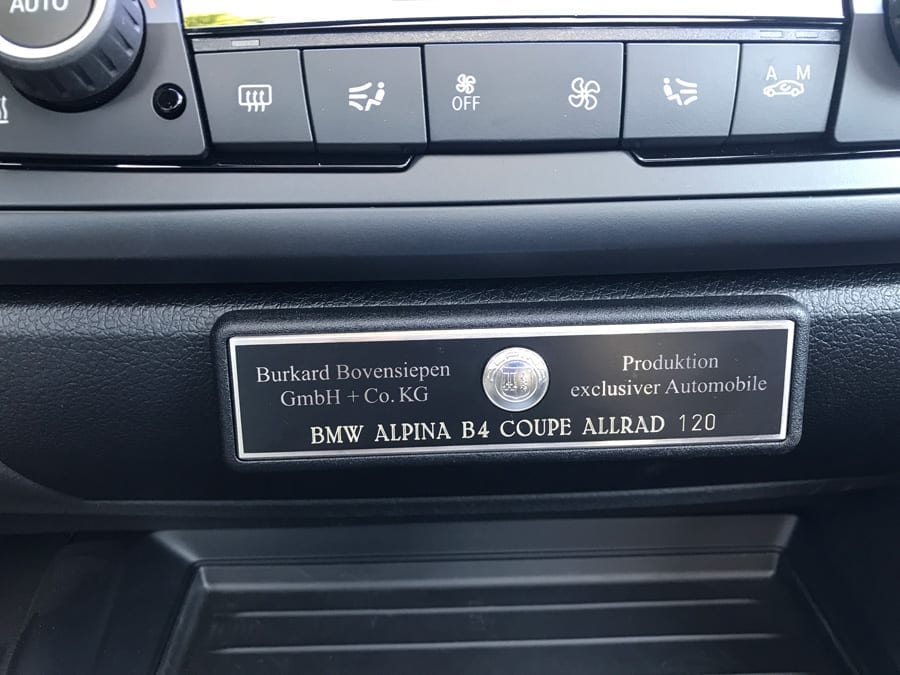 AUTO
OFF
A M
Burkard Bovensiepen
GmbH + Co. KG
Produktion
exclusiver Automobile
BMW ALPINA B4 COUPE ALLRAD 120